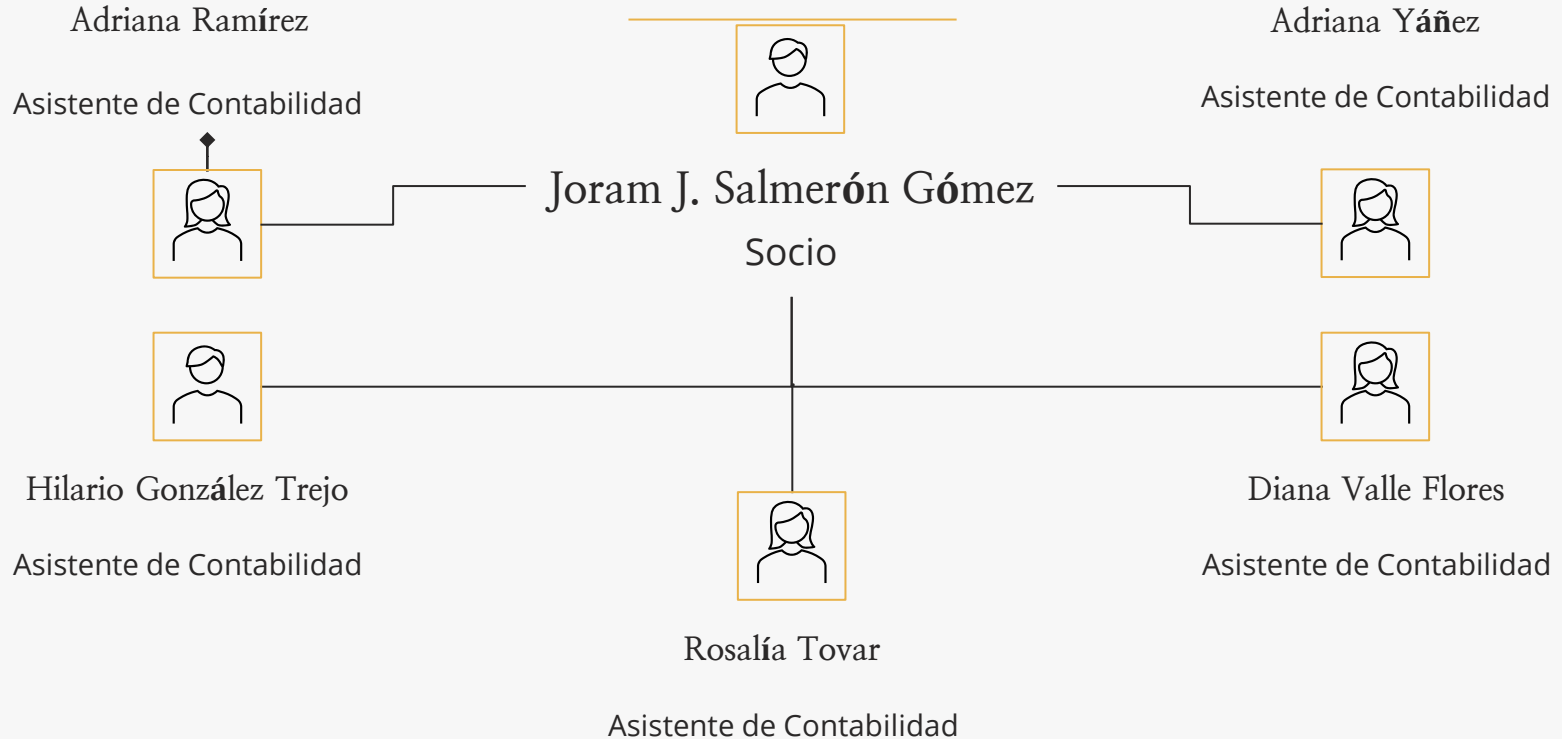 Adriana Ramírez
Asistente de Contabilidad
Adriana Yáñez
Asistente de Contabilidad
Joram J. Salmerón Gómez
Socio
Hilario González Trejo
Asistente de Contabilidad
Diana Valle Flores
Asistente de Contabilidad
Rosalía Tovar
Asistente de Contabilidad